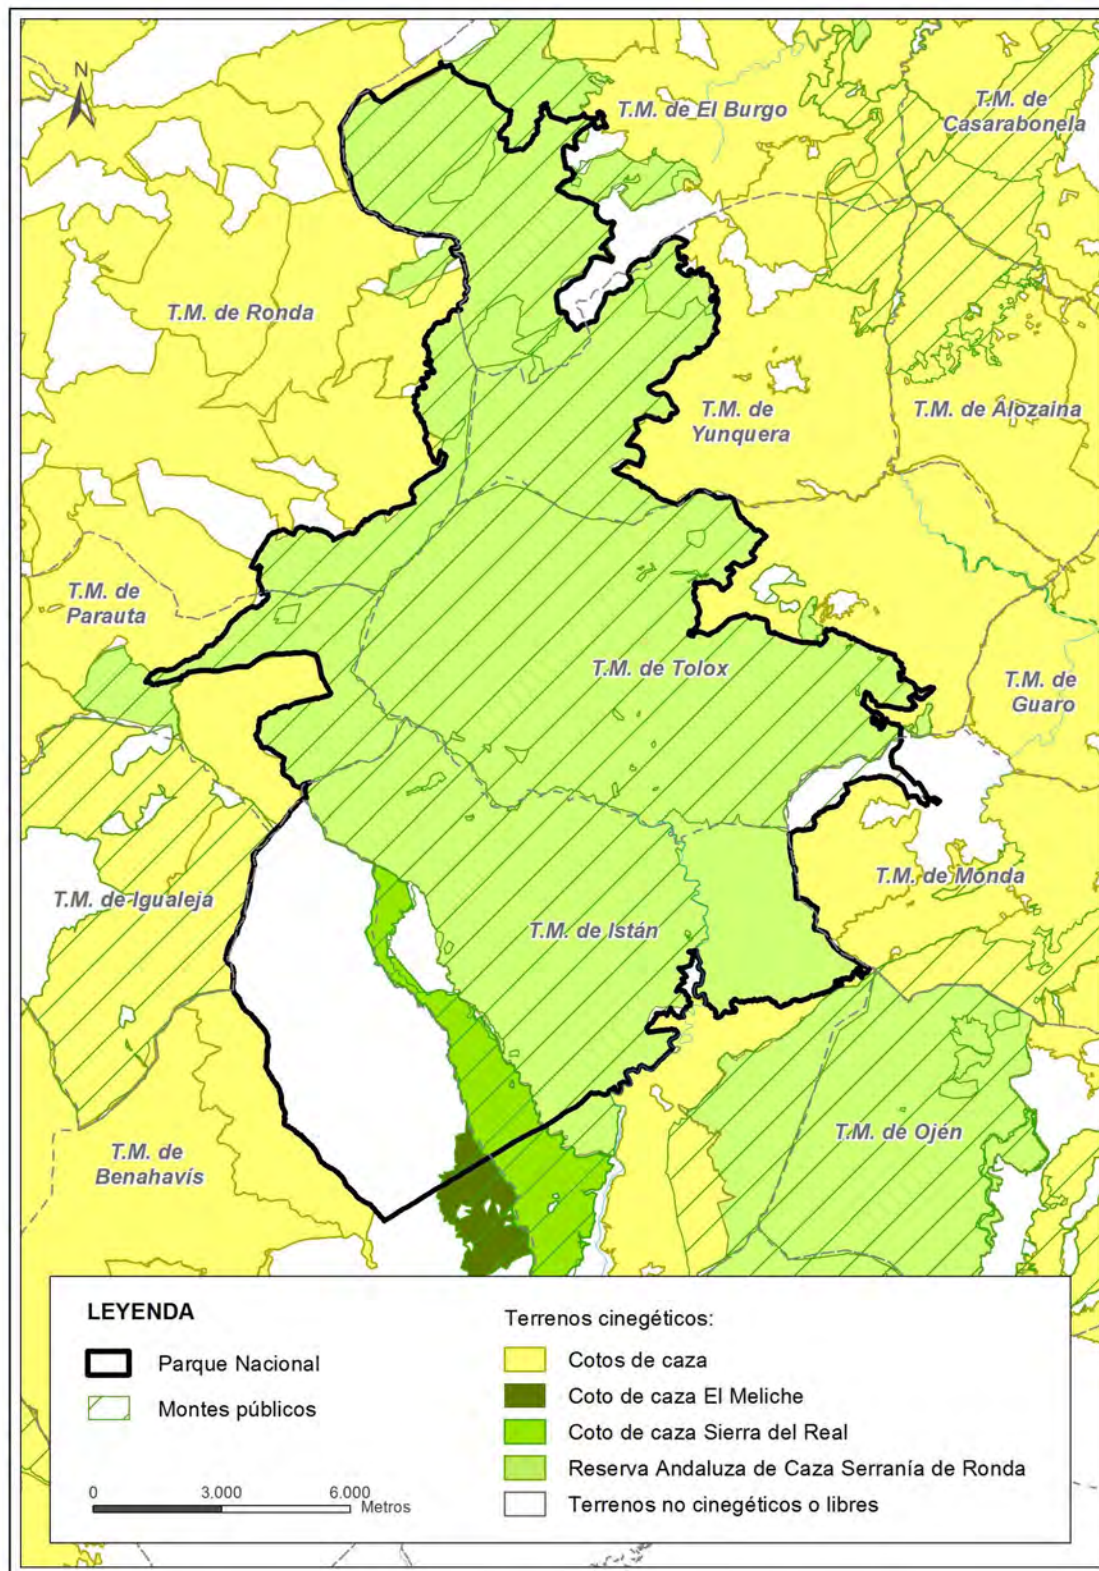 N
T.M. de El Burgo
T.M. de
Casarabonela
T.M. de Ronda
T.M. de
Yunquera
T.M. de Álozaina
T.M. de
Parauta
T.M. de Tolox
T.M. de
Guaro
T.M. de Monda
T.M. de Igualeja
T.M. de Istán
T.M. de
Benahavís
T.M. de Ojén
LEYENDA
Parque Nacional
Montes públicos
0 3.000 6.000
Metros
Terrenos cinegéticos:
Cotos de caza
Coto de caza El Meliche
Coto de caza Sierra del Real
Reserva Andaluza de Caza Serranía de Ronda
Terrenos no cinegéticos o libres